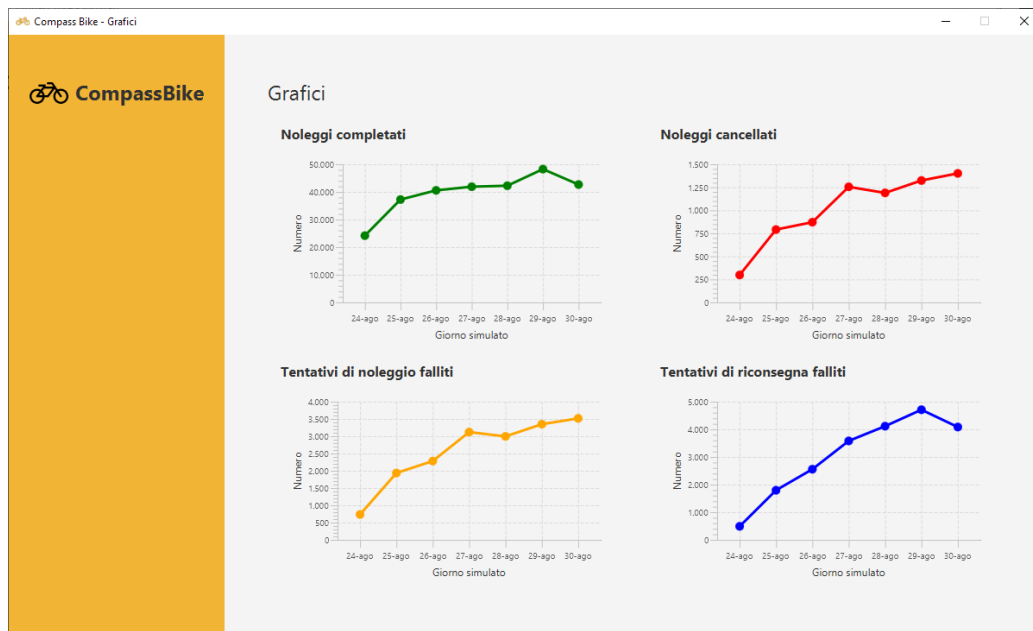 Compass Bike - Grafici
CompassBike
Grafici
Noleggi completati
50.000
40.000
30.000
20.000
10.000
0
Numero
24-ago 25-ago 26-ago 27-ago 28-ago 29-ago 30-ago
Giorno simulato
Noleggi cancellati
1.500
1.250
1.000
750
500
250
0
Numero
24-ago 25-ago 26-ago 27-ago 28-ago 29-ago 30-ago
Giorno simulato
Tentativi di noleggio falliti
4.000
3.500
3.000
2.500
2.000
1.500
1.000
500
0
Numero
24-ago 25-ago 26-ago 27-ago 28-ago 29-ago 30-ago
Giorno simulato
Tentativi di riconsegna falliti
5.000
4.000
3.000
2.000
1.000
0
Numero
24-ago 25-ago 26-ago 27-ago 28-ago 29-ago 30-ago
Giorno simulato